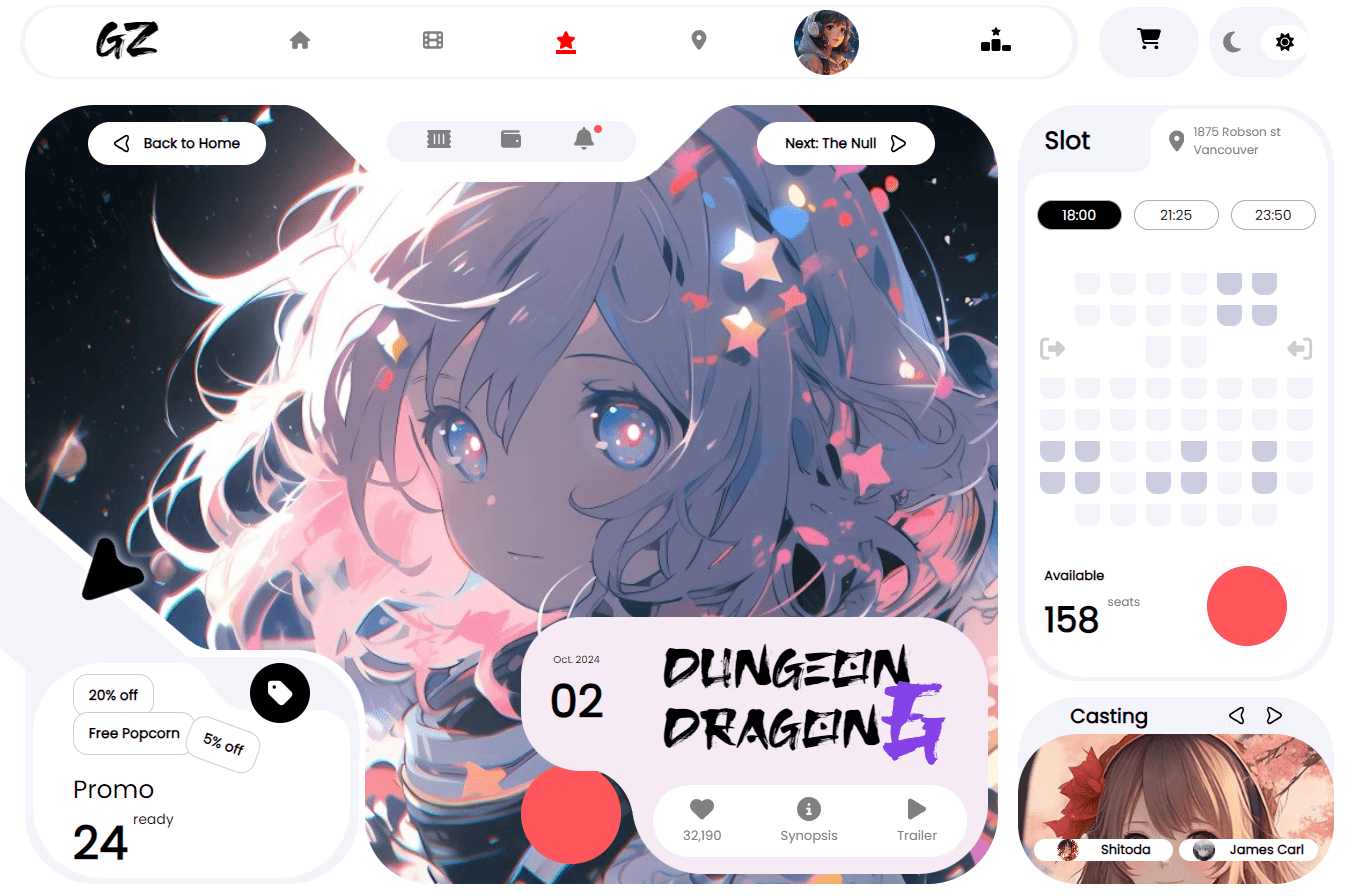 GZ
Back to Home
Next: The Null
Slot
1875 Robson st
Vancouver
18:00
21:25
23:50
Available
158
seats
Oct. 2024
02
DUNGEON
DRAGON
&
32,190
Synopsis
Trailer
20% off
Free Popcorn
5% off
Promo
24
ready
Casting
Shitoda
James Carl